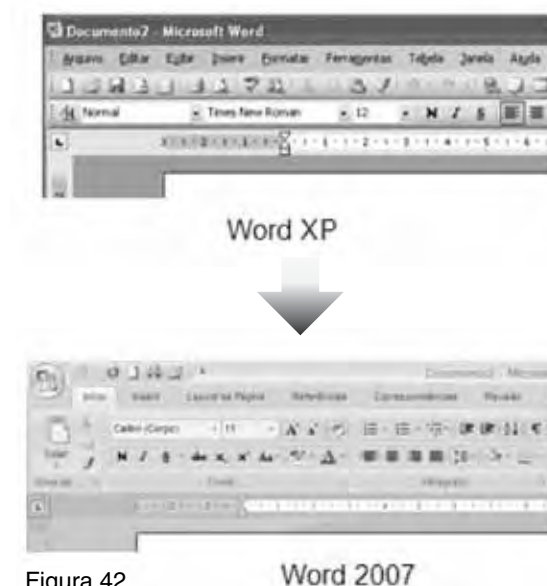 Documento2 - Microsoft Word
Arquivo Editar Exibir Inserir Formatar Ferramentas Tabela Janela Ajuda
Normal Times New Roman 12 N I S
Word XP
Início Inserir Layout da Página Referências Correspondências Revisão
Calibri (Corpo) 11
N I S
Fonte
Word 2007
Figura 42